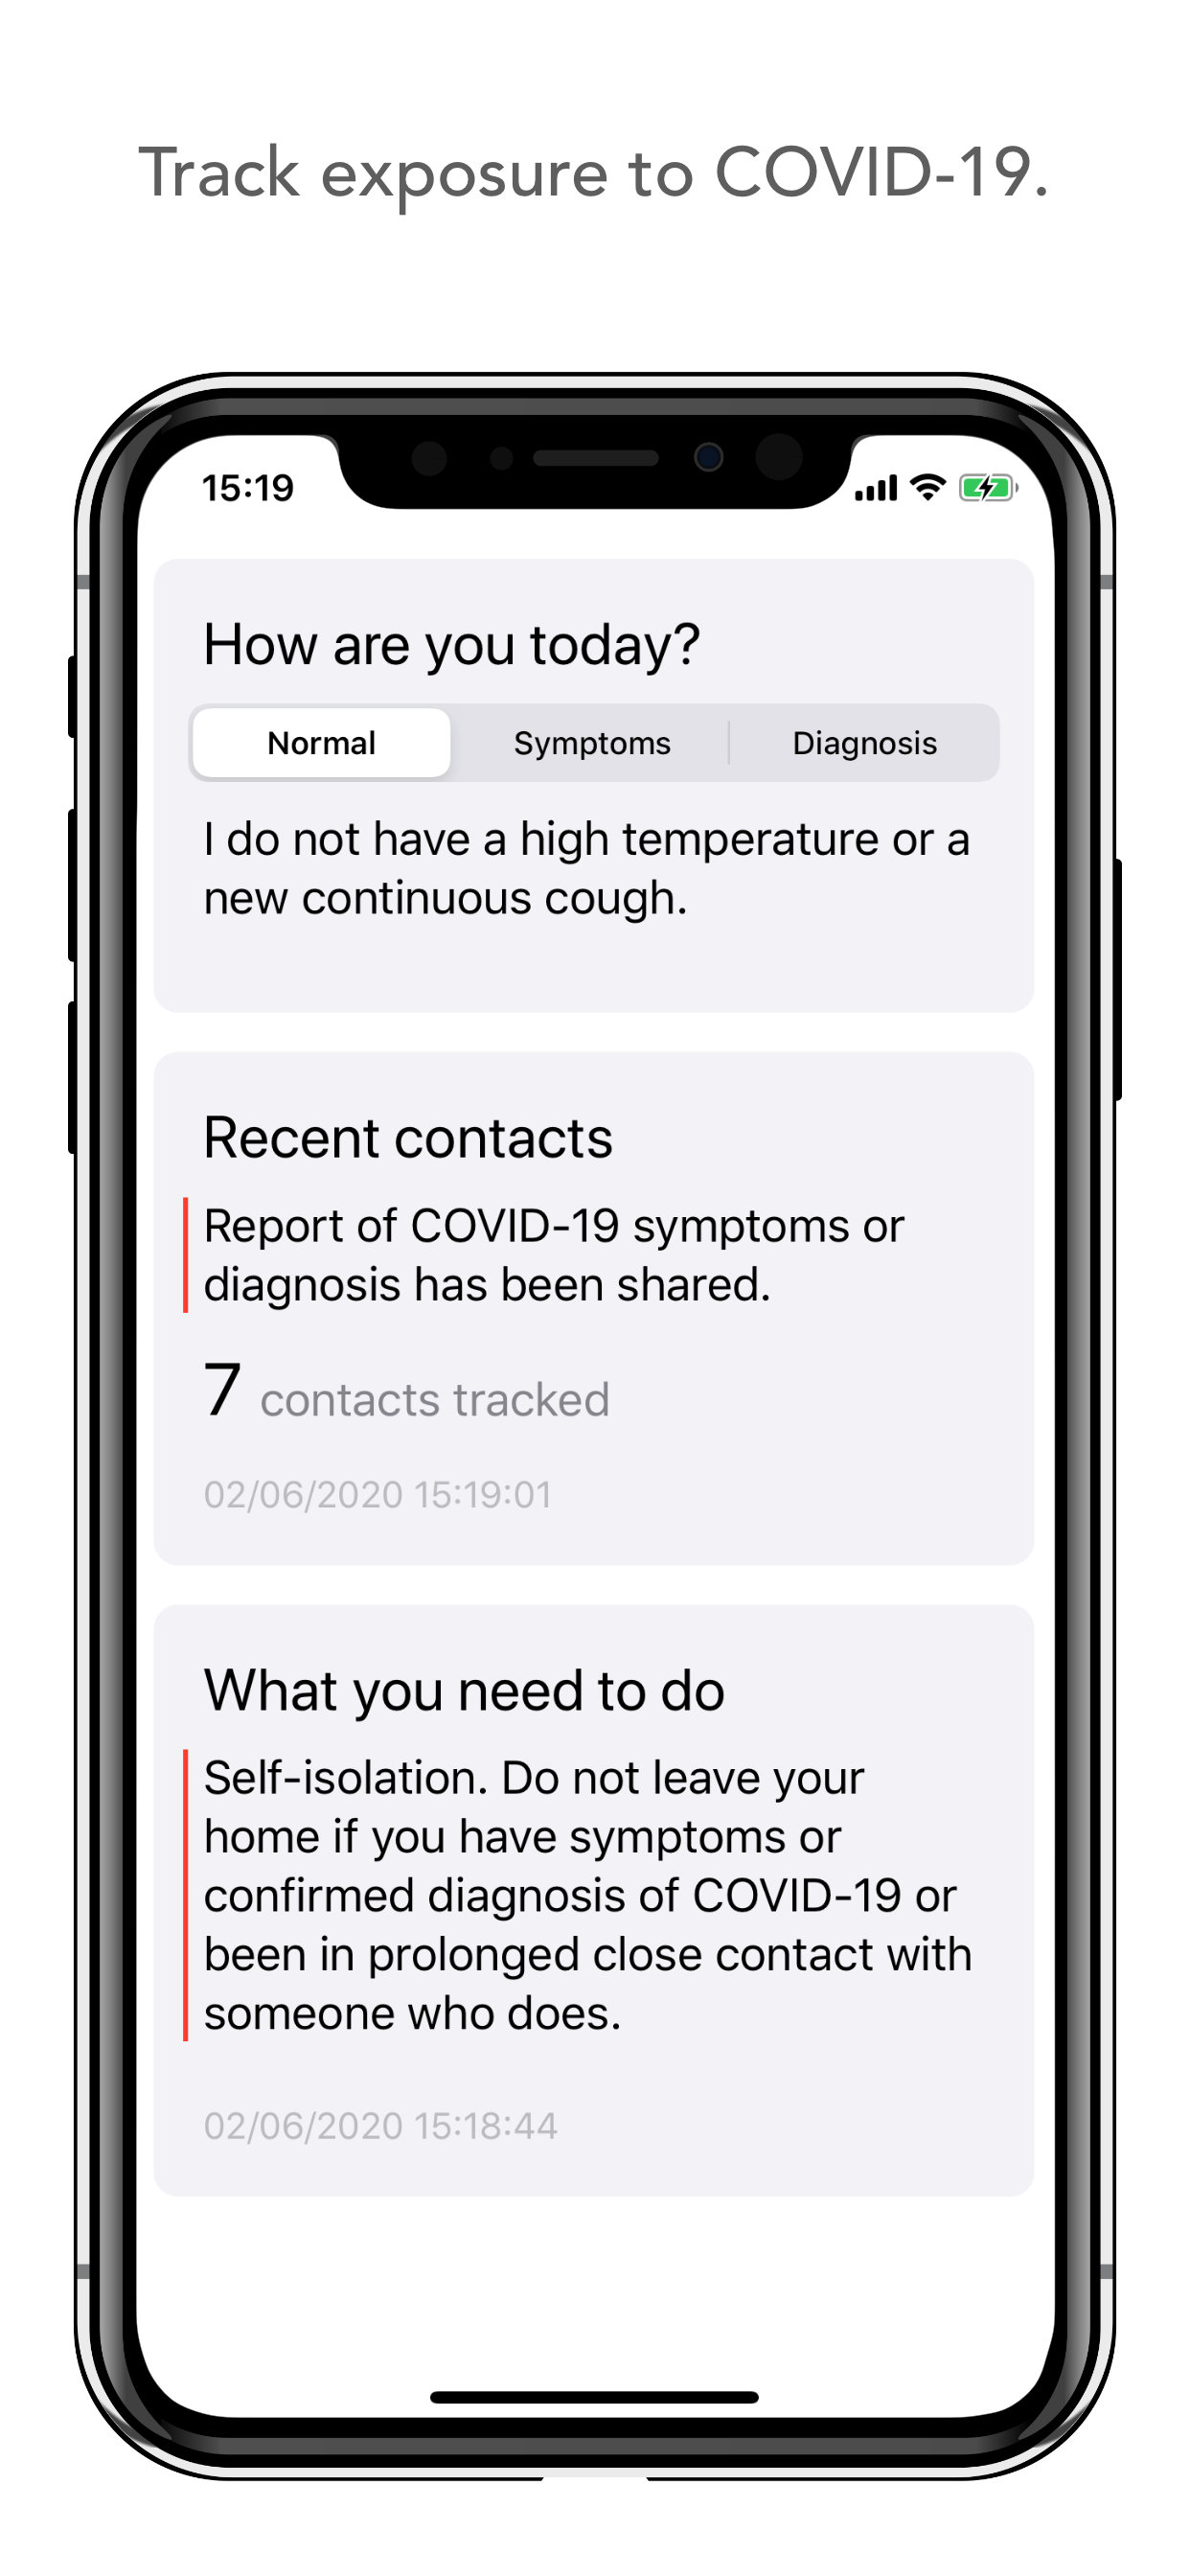 Track exposure to COVID-19.
15:19
How are you today?
Normal Symptoms Diagnosis
I do not have a high temperature or a
new continuous cough.
Recent contacts
Report of COVID-19 symptoms or
diagnosis has been shared.
7 contacts tracked
02/06/2020 15:19:01
What you need to do
Self-isolation. Do not leave your
home if you have symptoms or
confirmed diagnosis of COVID-19 or
been in prolonged close contact with
someone who does.
02/06/2020 15:18:44